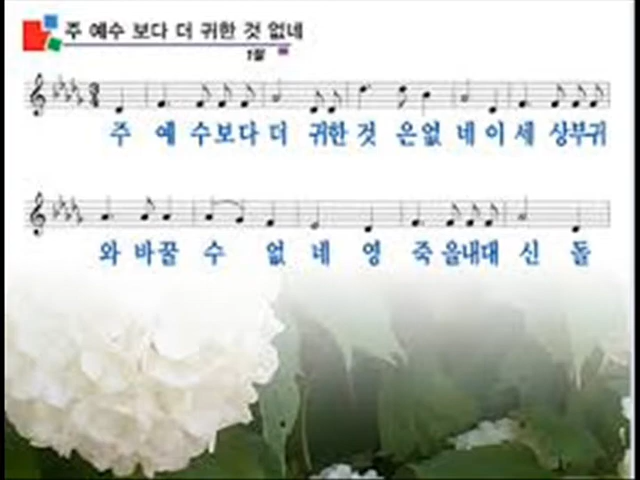 주 예수 보다 더 귀한 것 없네
1절
주 예 수보다 더 귀한 것 은없 네 이 세 상부귀
와 바꿀 수 없 네 영 죽 을내대 신 돌